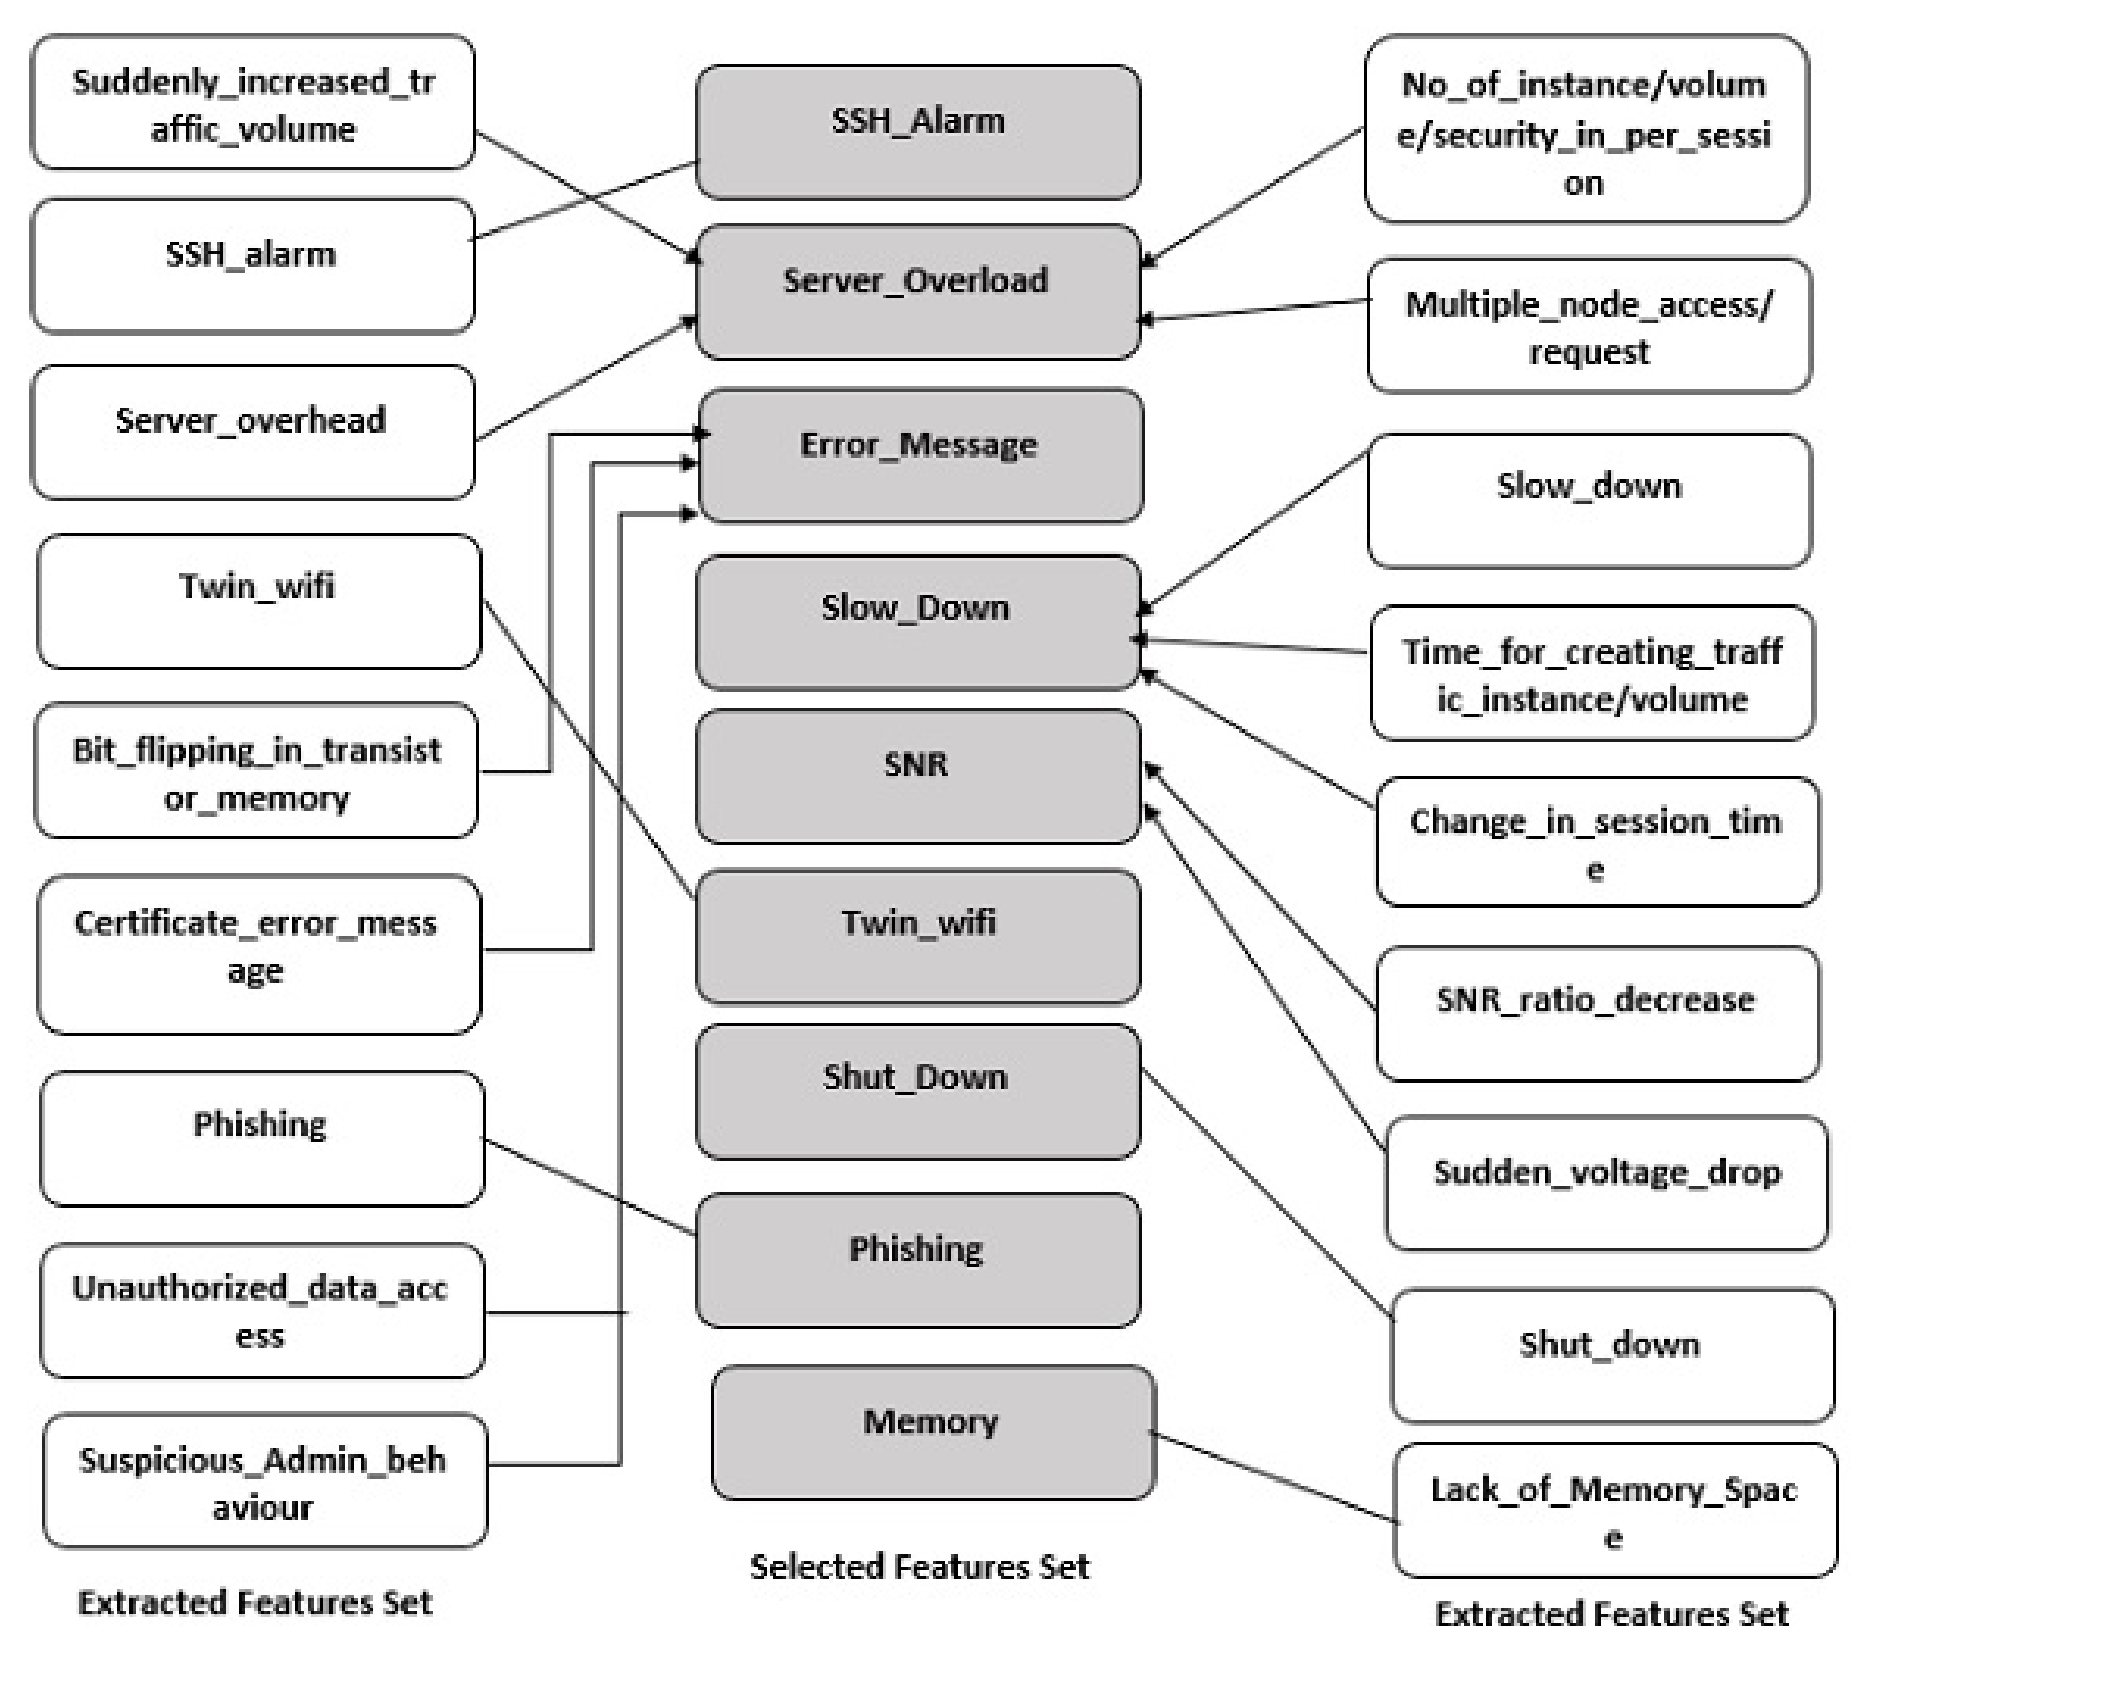 Suddenly_increased_tr
affic_volume
SSH_alarm
Server_overhead
Twin_wifi
Bit_flipping_in_transist
or_memory
Certificate_error_mess
age
Phishing
Unauthorized_data_acc
ess
Suspicious_Admin_beh
aviour
Extracted Features Set
SSH_Alarm
Server_Overload
Error_Message
Slow_Down
SNR
Twin_wifi
Shut_Down
Phishing
Memory
Selected Features Set
No_of_instance/volum
e/security_in_per_sessi
on
Multiple_node_access/
request
Slow_down
Time_for_creating_traff
ic_instance/volume
Change_in_session_tim
e
SNR_ratio_decrease
Sudden_voltage_drop
Shut_down
Lack_of_Memory_Spac
e
Extracted Features Set